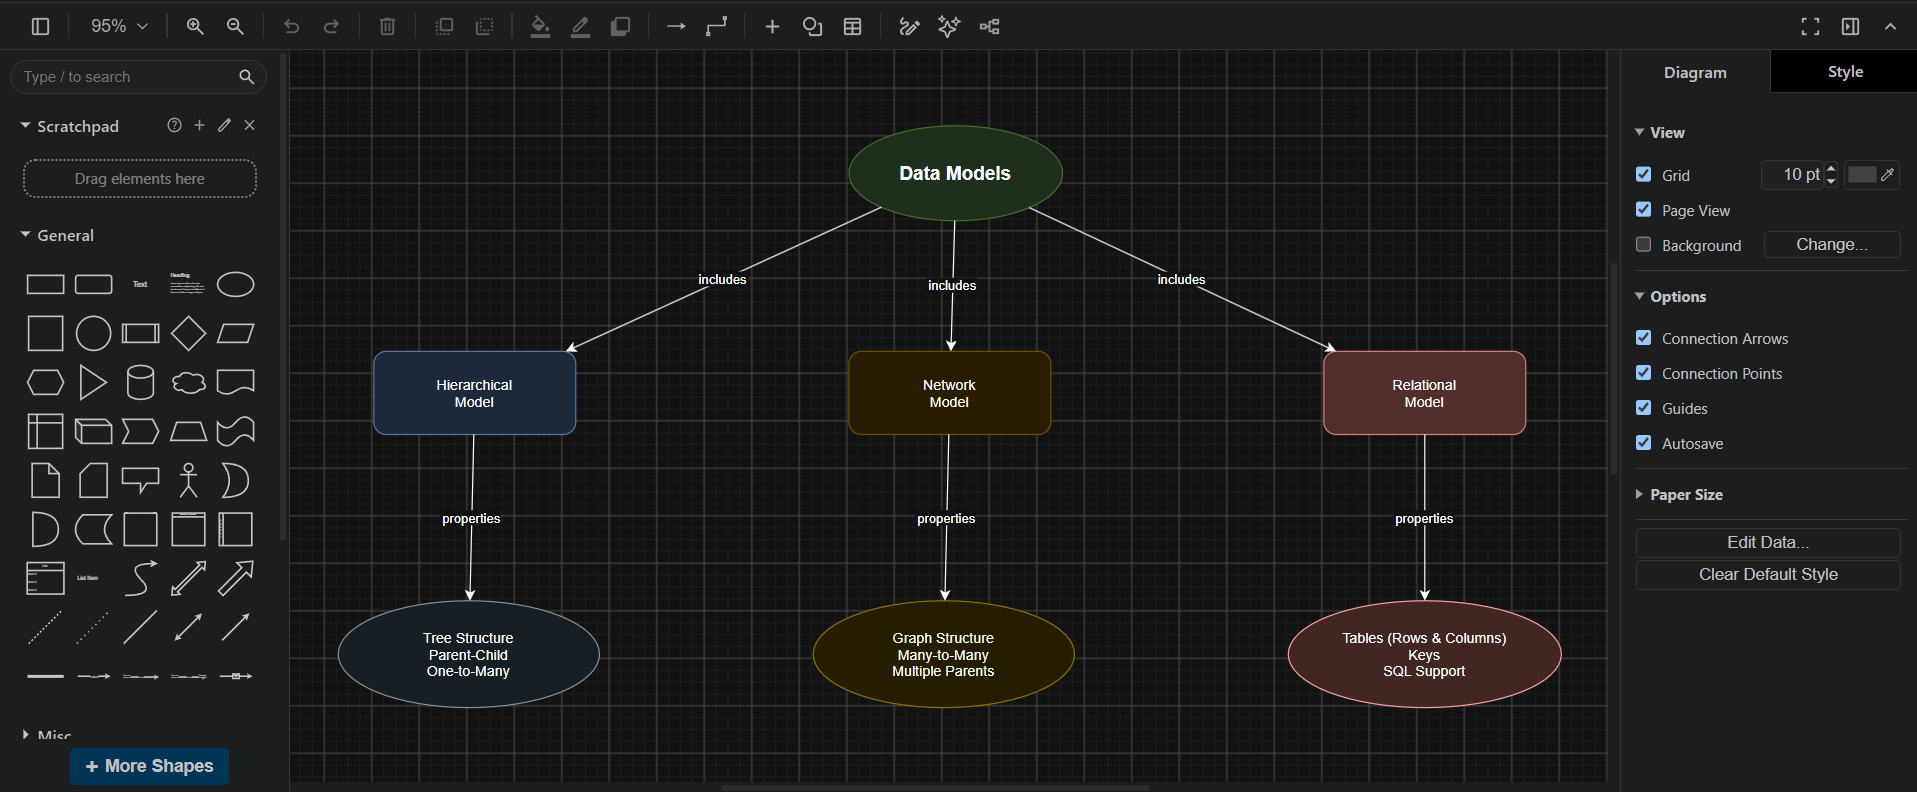 95%
Type / to search
Scratchpad
Drag elements here
General
Text
Heading
List Item
Misc
+ More Shapes
Data Models
includes
includes
includes
Hierarchical
Model
Network
Model
Relational
Model
properties
properties
properties
Tree Structure
Parent-Child
One-to-Many
Graph Structure
Many-to-Many
Multiple Parents
Tables (Rows & Columns)
Keys
SQL Support
Diagram
Style
View
Grid
10 pt
Page View
Background
Change...
Options
Connection Arrows
Connection Points
Guides
Autosave
Paper Size
Edit Data...
Clear Default Style